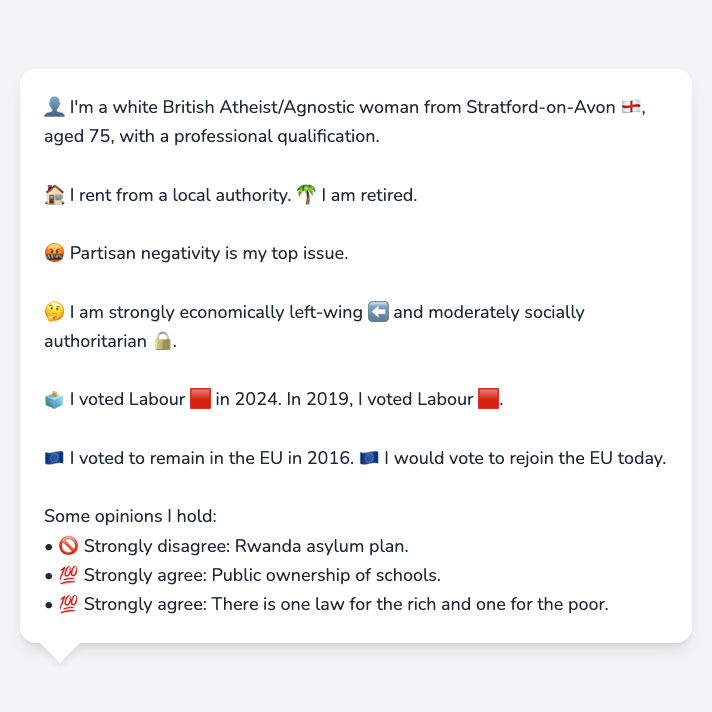 👤 I'm a white British Atheist/Agnostic woman from Stratford-on-Avon 🏴󠁧󠁢󠁥󠁮󠁧󠁿,
aged 75, with a professional qualification.
🏠 I rent from a local authority. 🌴 I am retired.
🤬 Partisan negativity is my top issue.
🤔 I am strongly economically left-wing ⬅️ and moderately socially
authoritarian 🔒.
🗳️ I voted Labour 🟥 in 2024. In 2019, I voted Labour 🟥.
🇪🇺 I voted to remain in the EU in 2016. 🇪🇺 I would vote to rejoin the EU today.
Some opinions I hold:
• 🚫 Strongly disagree: Rwanda asylum plan.
• 💯 Strongly agree: Public ownership of schools.
• 💯 Strongly agree: There is one law for the rich and one for the poor.